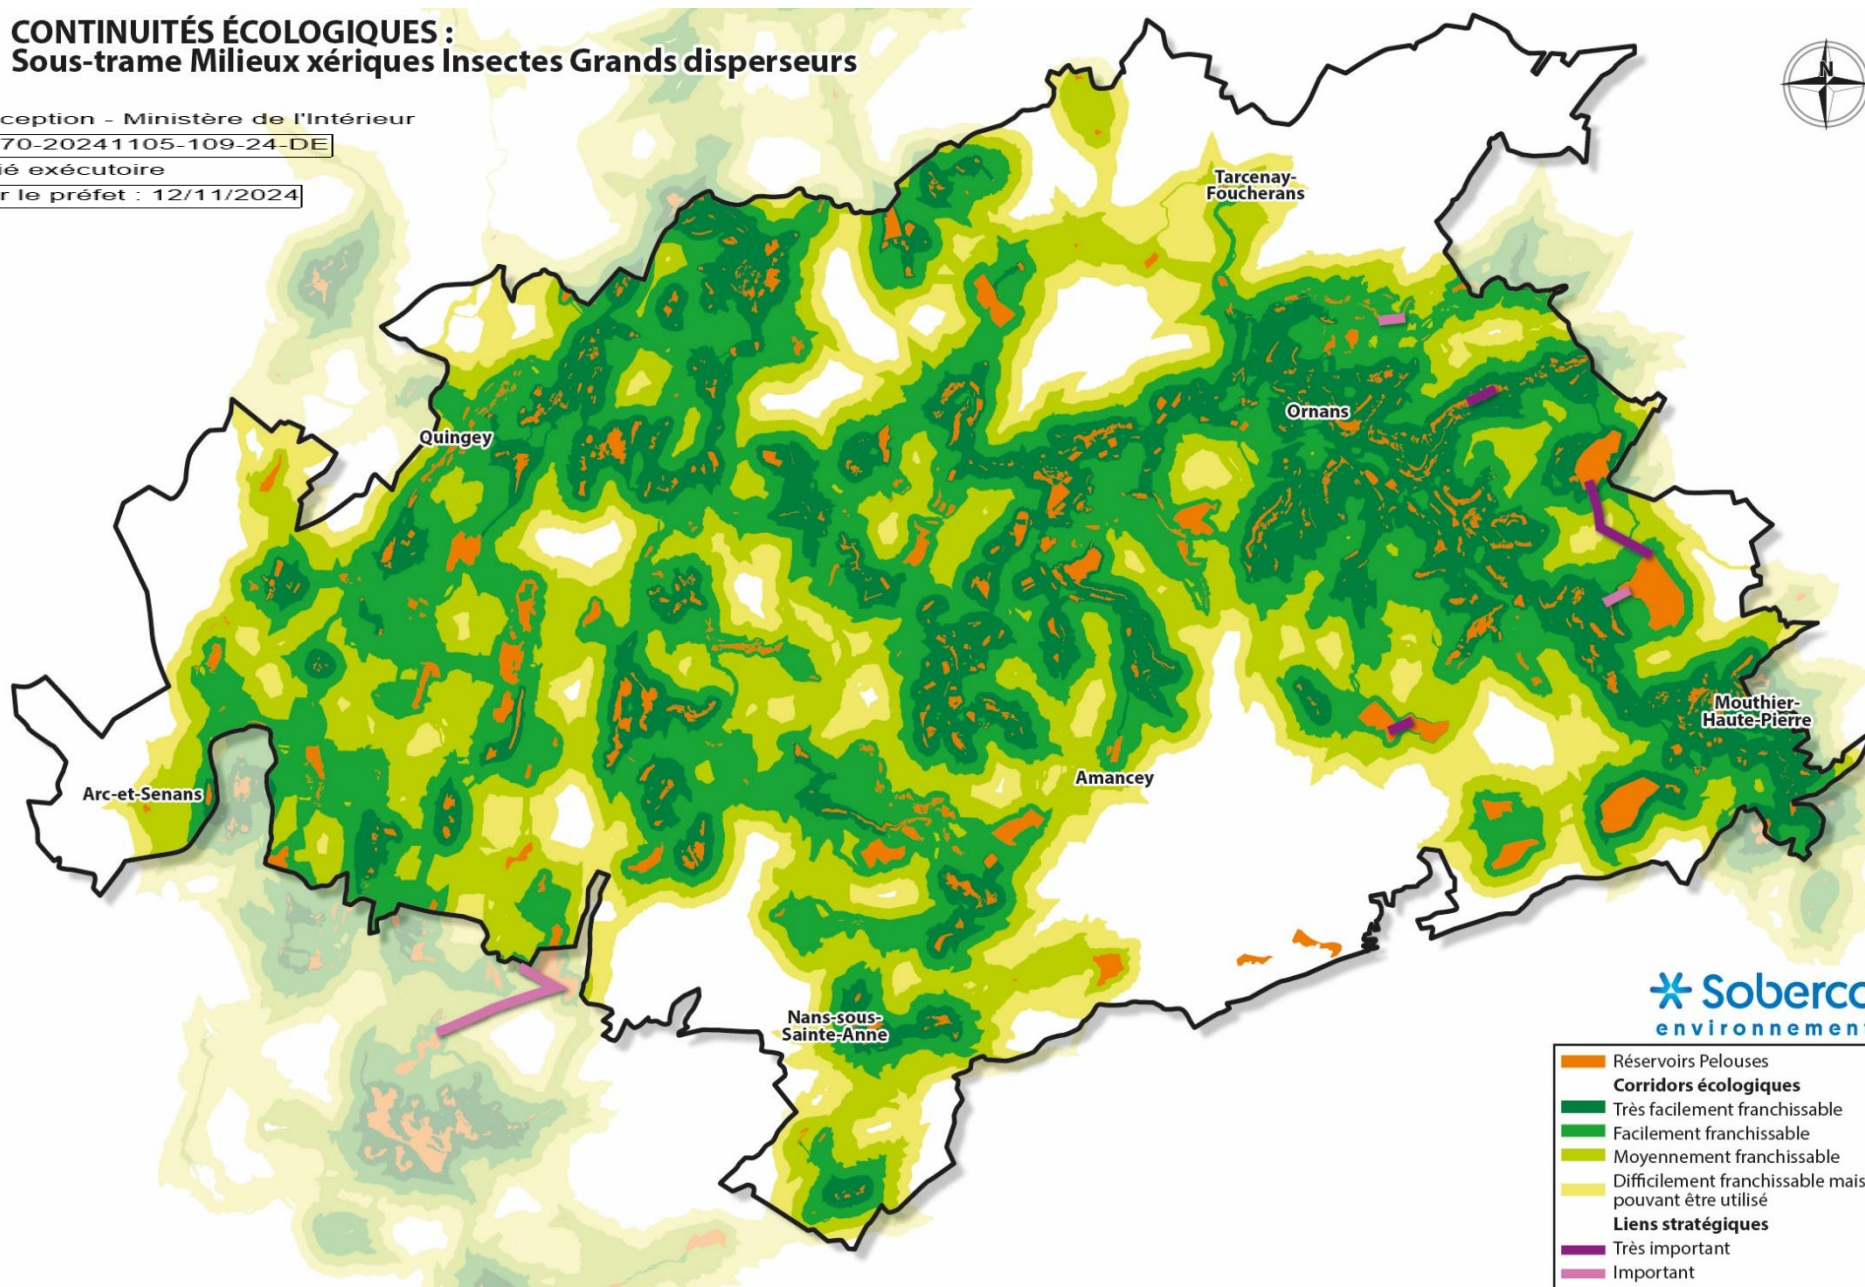 CONTINUITÉS ÉCOLOGIQUES :
Sous-trame Milieux xériques Insectes Grands disperseurs
ception - Ministère de l'Intérieur
70-20241105-109-24-DE
ié exécutoire
r le préfet : 12/11/2024
N
Tarcenay-
Foucherans
Ornans
Quingey
Mouthier-
Haute-Pierre
Amancey
Arc-et-Senans
Nans-sous-
Sainte-Anne
Soberco
environnement
Réservoirs Pelouses
Corridors écologiques
Très facilement franchissable
Facilement franchissable
Moyennement franchissable
Difficilement franchissable mais
pouvant être utilisé
Liens stratégiques
Très important
Important